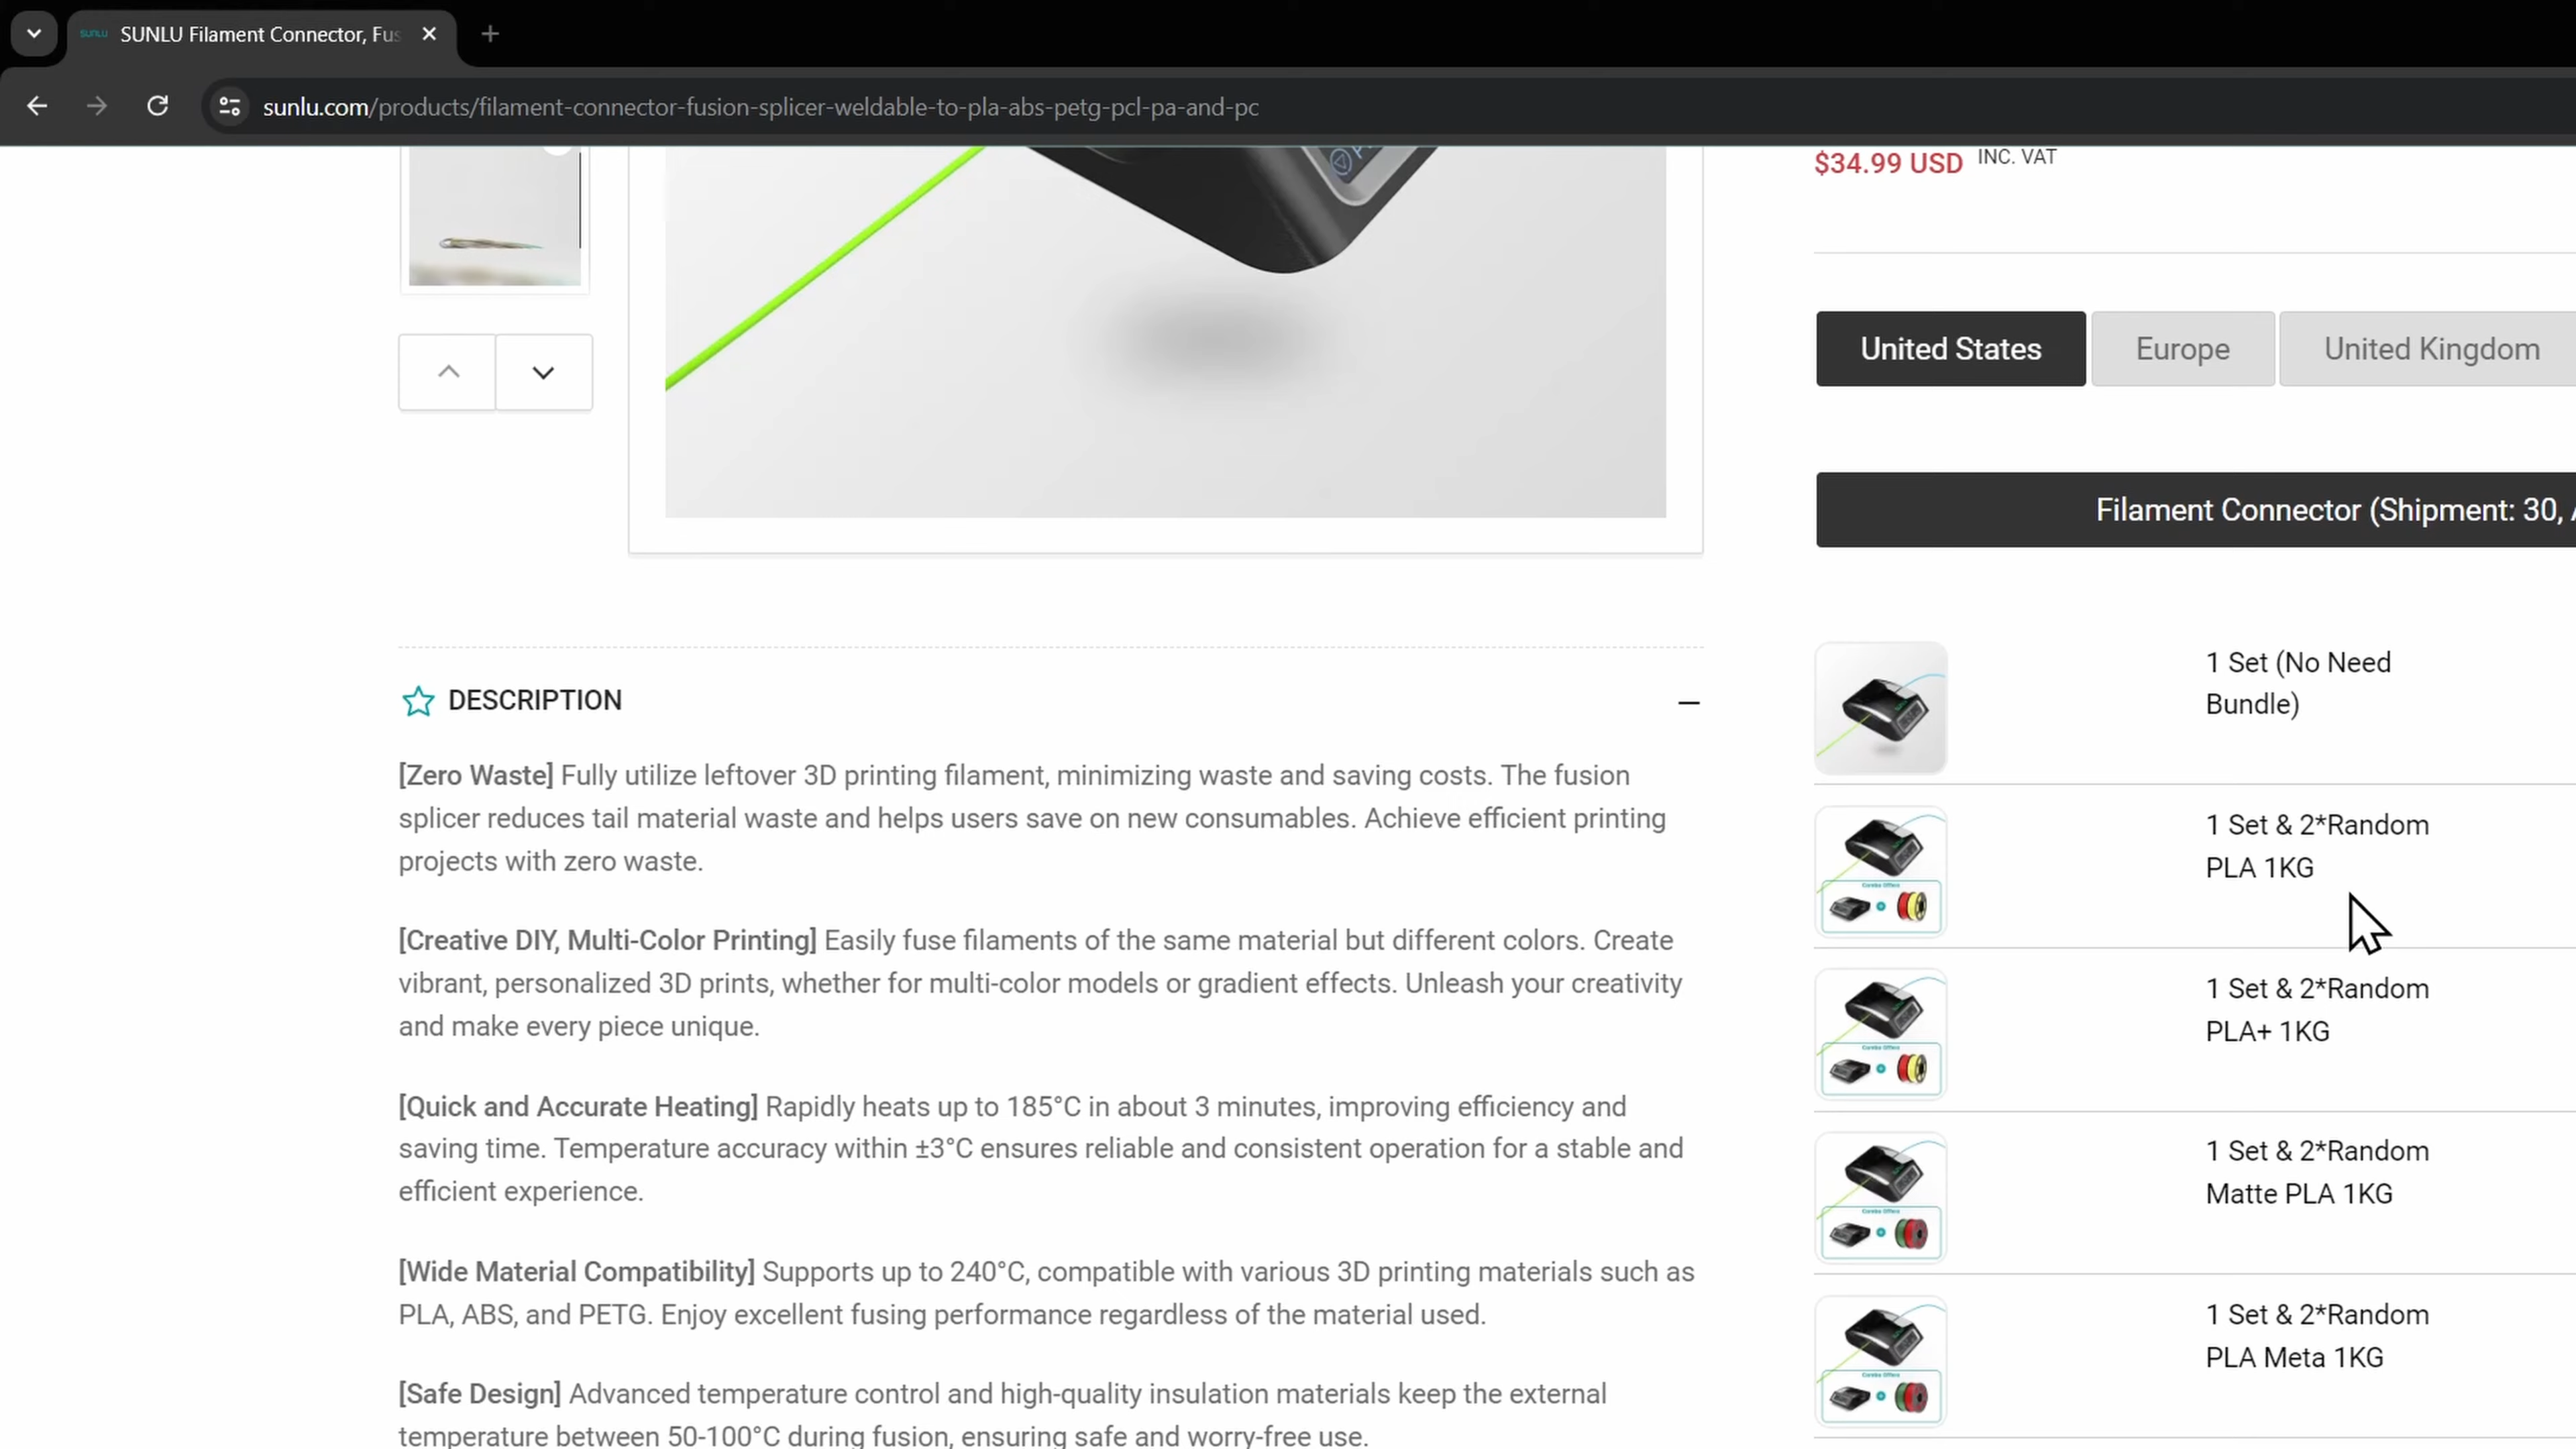 SUNLU Filament Connector, Fus
sunlu.com/products/filament-connector-fusion-splicer-weldable-to-pla-abs-petg-pcl-pa-and-pc
$34.99 USD INC. VAT
United States
Europe
United Kingdom
Filament Connector (Shipment: 30,
DESCRIPTION
[Zero Waste] Fully utilize leftover 3D printing filament, minimizing waste and saving costs. The fusion
splicer reduces tail material waste and helps users save on new consumables. Achieve efficient printing
projects with zero waste.
[Creative DIY, Multi-Color Printing] Easily fuse filaments of the same material but different colors. Create
vibrant, personalized 3D prints, whether for multi-color models or gradient effects. Unleash your creativity
and make every piece unique.
[Quick and Accurate Heating] Rapidly heats up to 185°C in about 3 minutes, improving efficiency and
saving time. Temperature accuracy within ±3°C ensures reliable and consistent operation for a stable and
efficient experience.
[Wide Material Compatibility] Supports up to 240°C, compatible with various 3D printing materials such as
PLA, ABS, and PETG. Enjoy excellent fusing performance regardless of the material used.
[Safe Design] Advanced temperature control and high-quality insulation materials keep the external
temperature between 50-100°C during fusion, ensuring safe and worry-free use.
1 Set (No Need
Bundle)
1 Set & 2*Random
PLA 1KG
Combo Offers
1 Set & 2*Random
PLA+ 1KG
Combo Offers
1 Set & 2*Random
Matte PLA 1KG
Combo Offers
1 Set & 2*Random
PLA Meta 1KG
Combo Offers